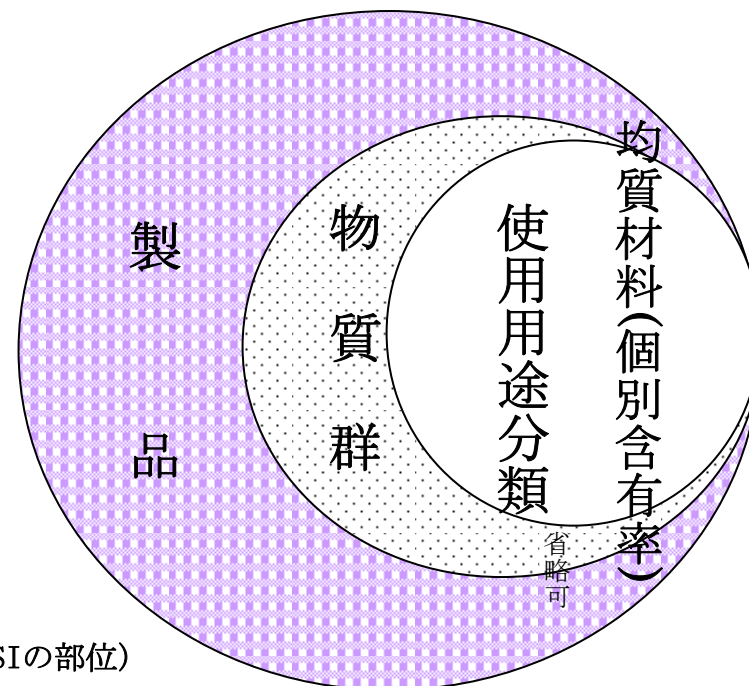 製品
物質群
使用用途分類
省略可
均質材料(個別含有率)
SIの部位)